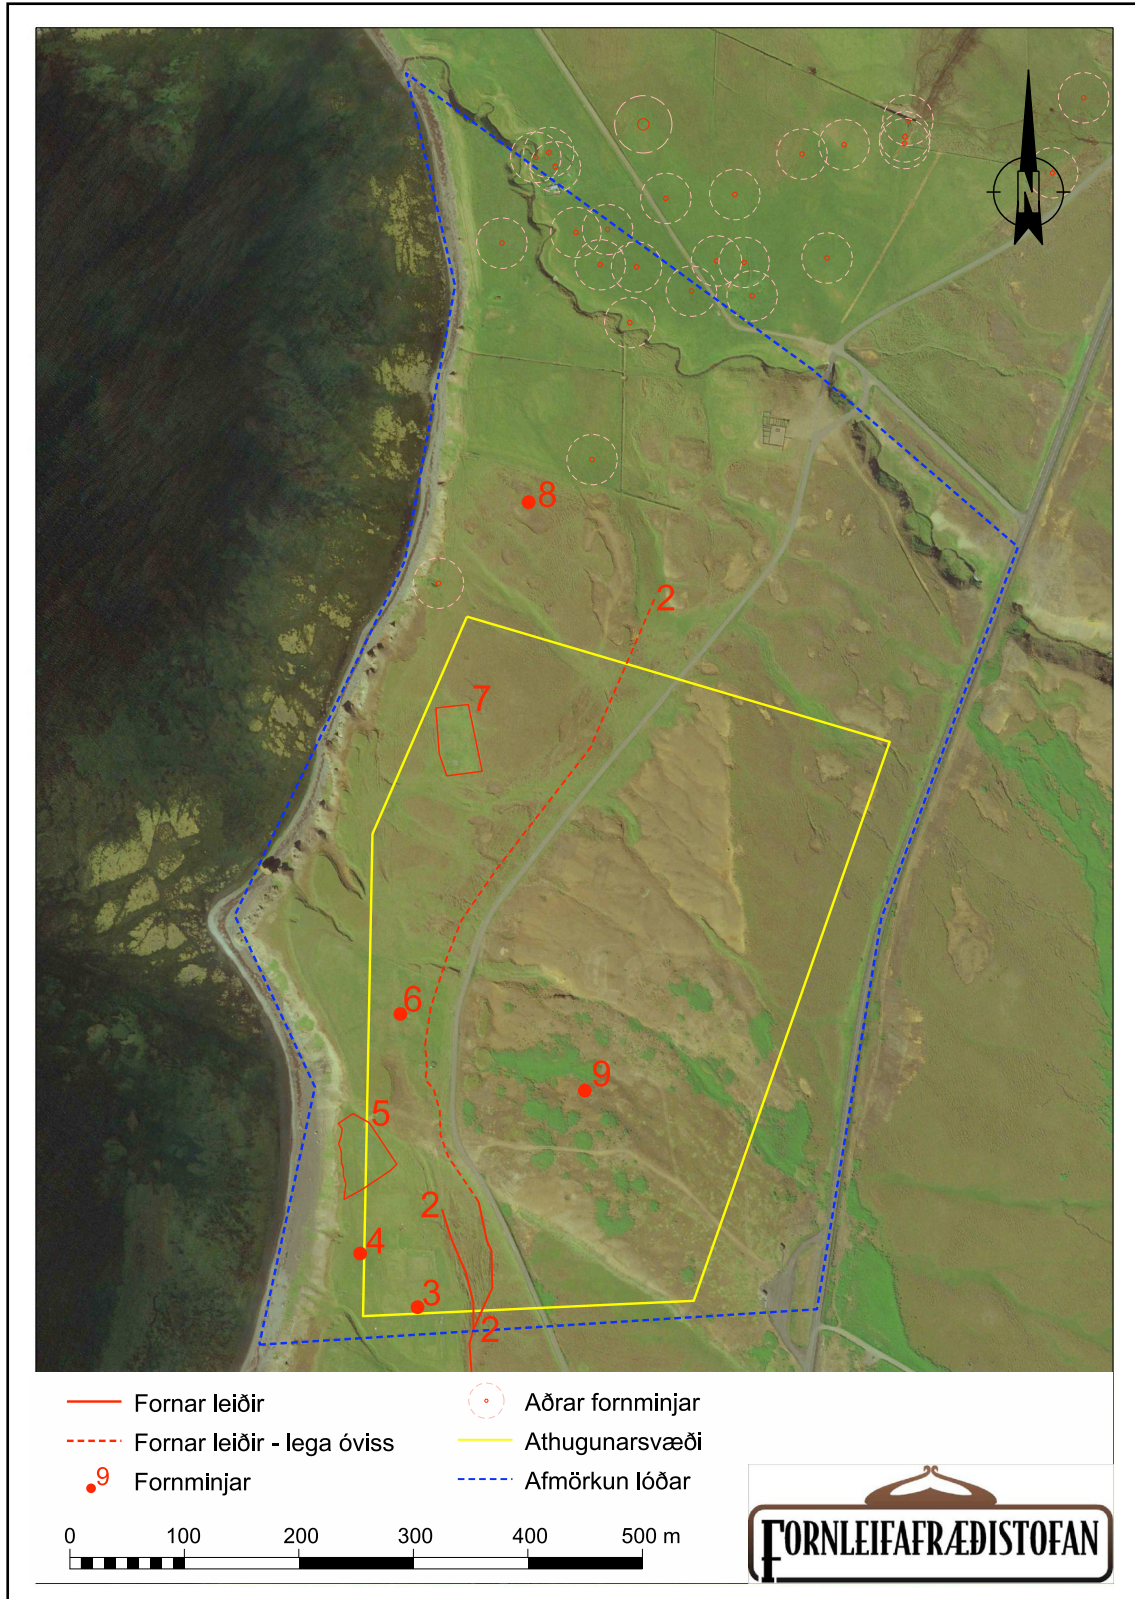 N
8
2
7
6
9
5
2
4
3
2
Fornar leiðir
Fornar leiðir - lega óviss
9 Fornminjar
Aðrar fornminjar
Athugunarsvæði
Afmörkun lóðar
0 100 200 300 400 500 m
FORNLEIFAFRÆÐISTOFAN